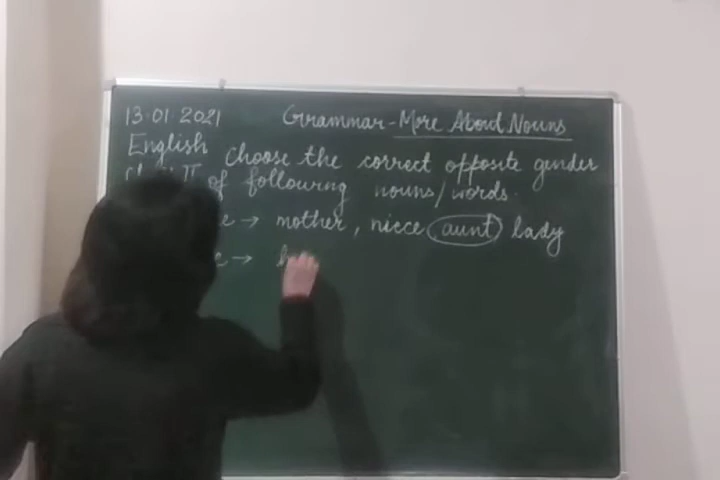 13.01.2021 Grammar - More About Nouns
English Choose the correct opposite gender
II of following nouns/words.
e → mother, niece aunt lady
e →